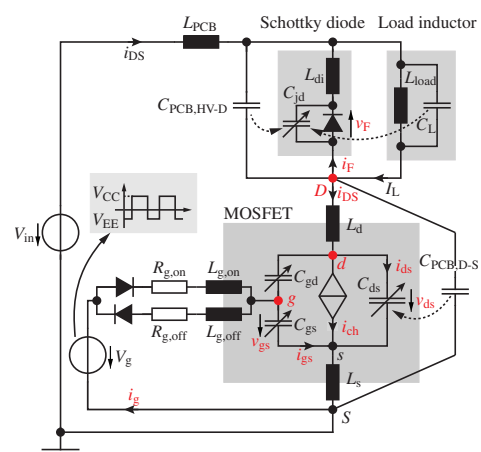 Schottky diode Load inductor
L_PCB
i_DS
L_di
L_load
C_jd
C_PCB,HV-D
v_F
C_L
i_F
D
i_DS
I_L
V_CC
V_EE
MOSFET
L_d
V_in
d
i_ds
C_PCB,D-S
R_g,on L_g,on
C_gd
C_ds
g
v_ds
C_gs
R_g,off L_g,off
v_gs
i_ch
i_gs
s
V_g
L_s
i_g
S